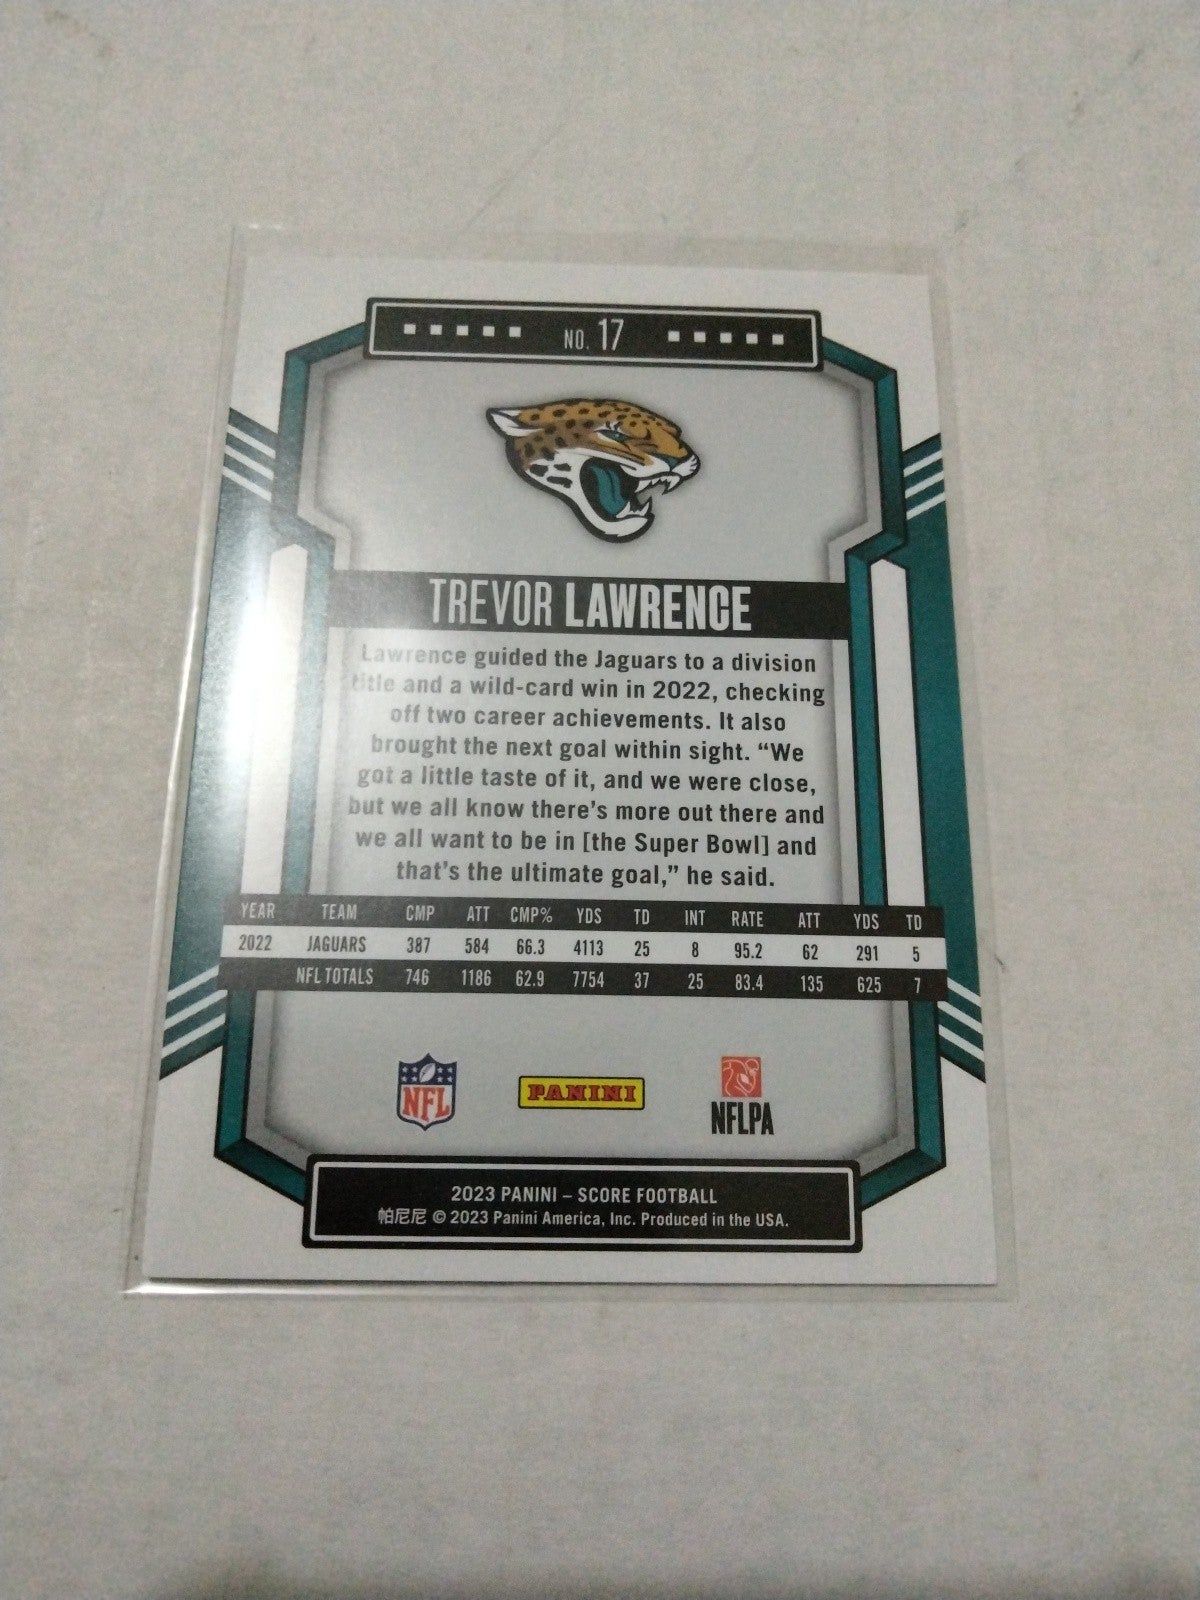 NO. 17
TREVOR LAWRENCE
Lawrence guided the Jaguars to a division
title and a wild-card win in 2022, checking
off two career achievements. It also
brought the next goal within sight. “We
got a little taste of it, and we were close,
but we all know there's more out there and
we all want to be in [the Super Bowl] and
that's the ultimate goal,” he said.
YEAR TEAM CMP ATT CMP% YDS TD INT RATE ATT YDS TD
2022 JAGUARS 387 584 66.3 4113 25 8 95.2 62 291 5
NFL TOTALS 746 1186 62.9 7754 37 25 83.4 135 625 7
NFL PANINI NFLPA
2023 PANINI – SCORE FOOTBALL
帕尼尼 © 2023 Panini America, Inc. Produced in the USA.